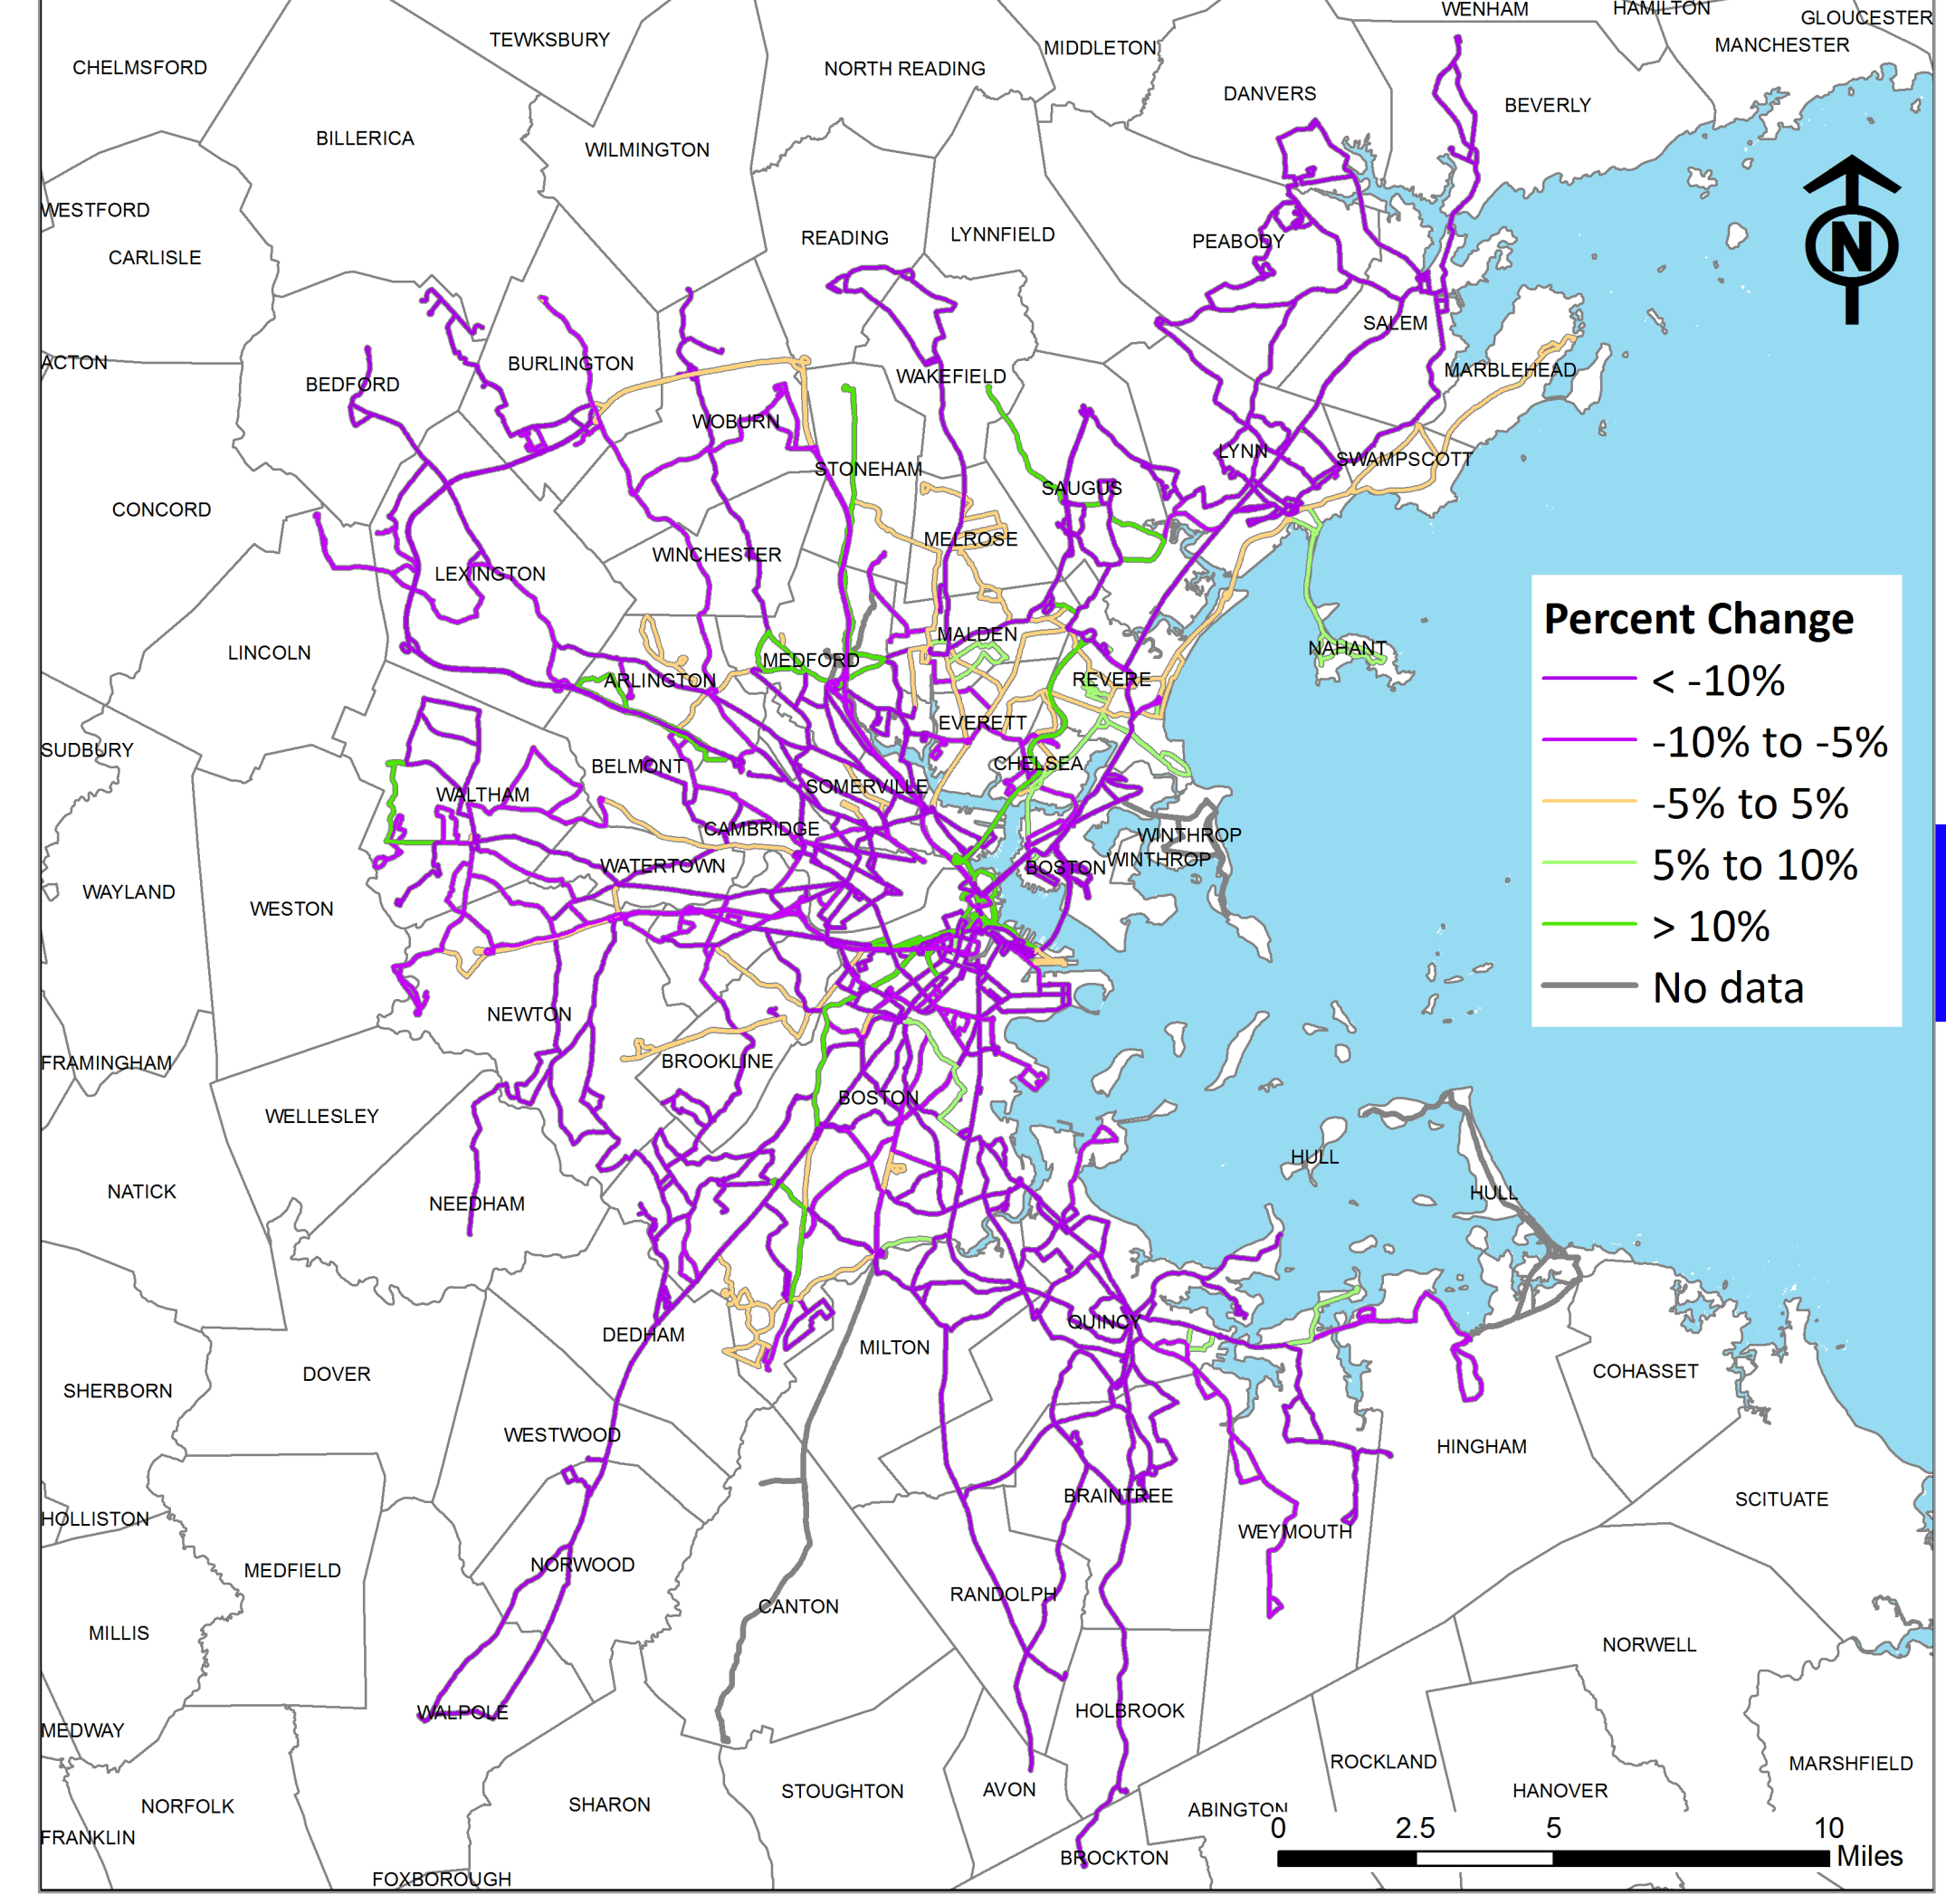 WENHAM
HAMILTON
GLOUCESTER
TEWKSBURY
MIDDLETON
MANCHESTER
CHELMSFORD
NORTH READING
DANVERS
BEVERLY
BILLERICA
WILMINGTON
WESTFORD
N
READING
LYNNFIELD
PEABODY
CARLISLE
SALEM
ACTON
BURLINGTON
MARBLEHEAD
BEDFORD
WAKEFIELD
WOBURN
LYNN
SWAMPSCOTT
STONEHAM
SAUGUS
CONCORD
MELROSE
WINCHESTER
LEXINGTON
Percent Change
MALDEN
NAHANT
LINCOLN
MEDFORD
ARLINGTON
REVERE
< -10%
EVERETT
-10% to -5%
SUDBURY
CHELSEA
BELMONT
SOMERVILLE
WALTHAM
-5% to 5%
CAMBRIDGE
WINTHROP
WINTHROP
WATERTOWN
BOSTON
5% to 10%
WAYLAND
WESTON
> 10%
No data
NEWTON
FRAMINGHAM
BROOKLINE
BOSTON
WELLESLEY
HULL
NATICK
HULL
NEEDHAM
QUINCY
DEDHAM
MILTON
COHASSET
DOVER
SHERBORN
WESTWOOD
HINGHAM
BRAINTREE
SCITUATE
HOLLISTON
WEYMOUTH
NORWOOD
MEDFIELD
RANDOLPH
CANTON
MILLIS
NORWELL
HOLBROOK
WALPOLE
MEDWAY
ROCKLAND
MARSHFIELD
STOUGHTON
AVON
HANOVER
SHARON
NORFOLK
ABINGTON
0 2.5 5 10
FRANKLIN
BROCKTON
Miles
FOXBOROUGH